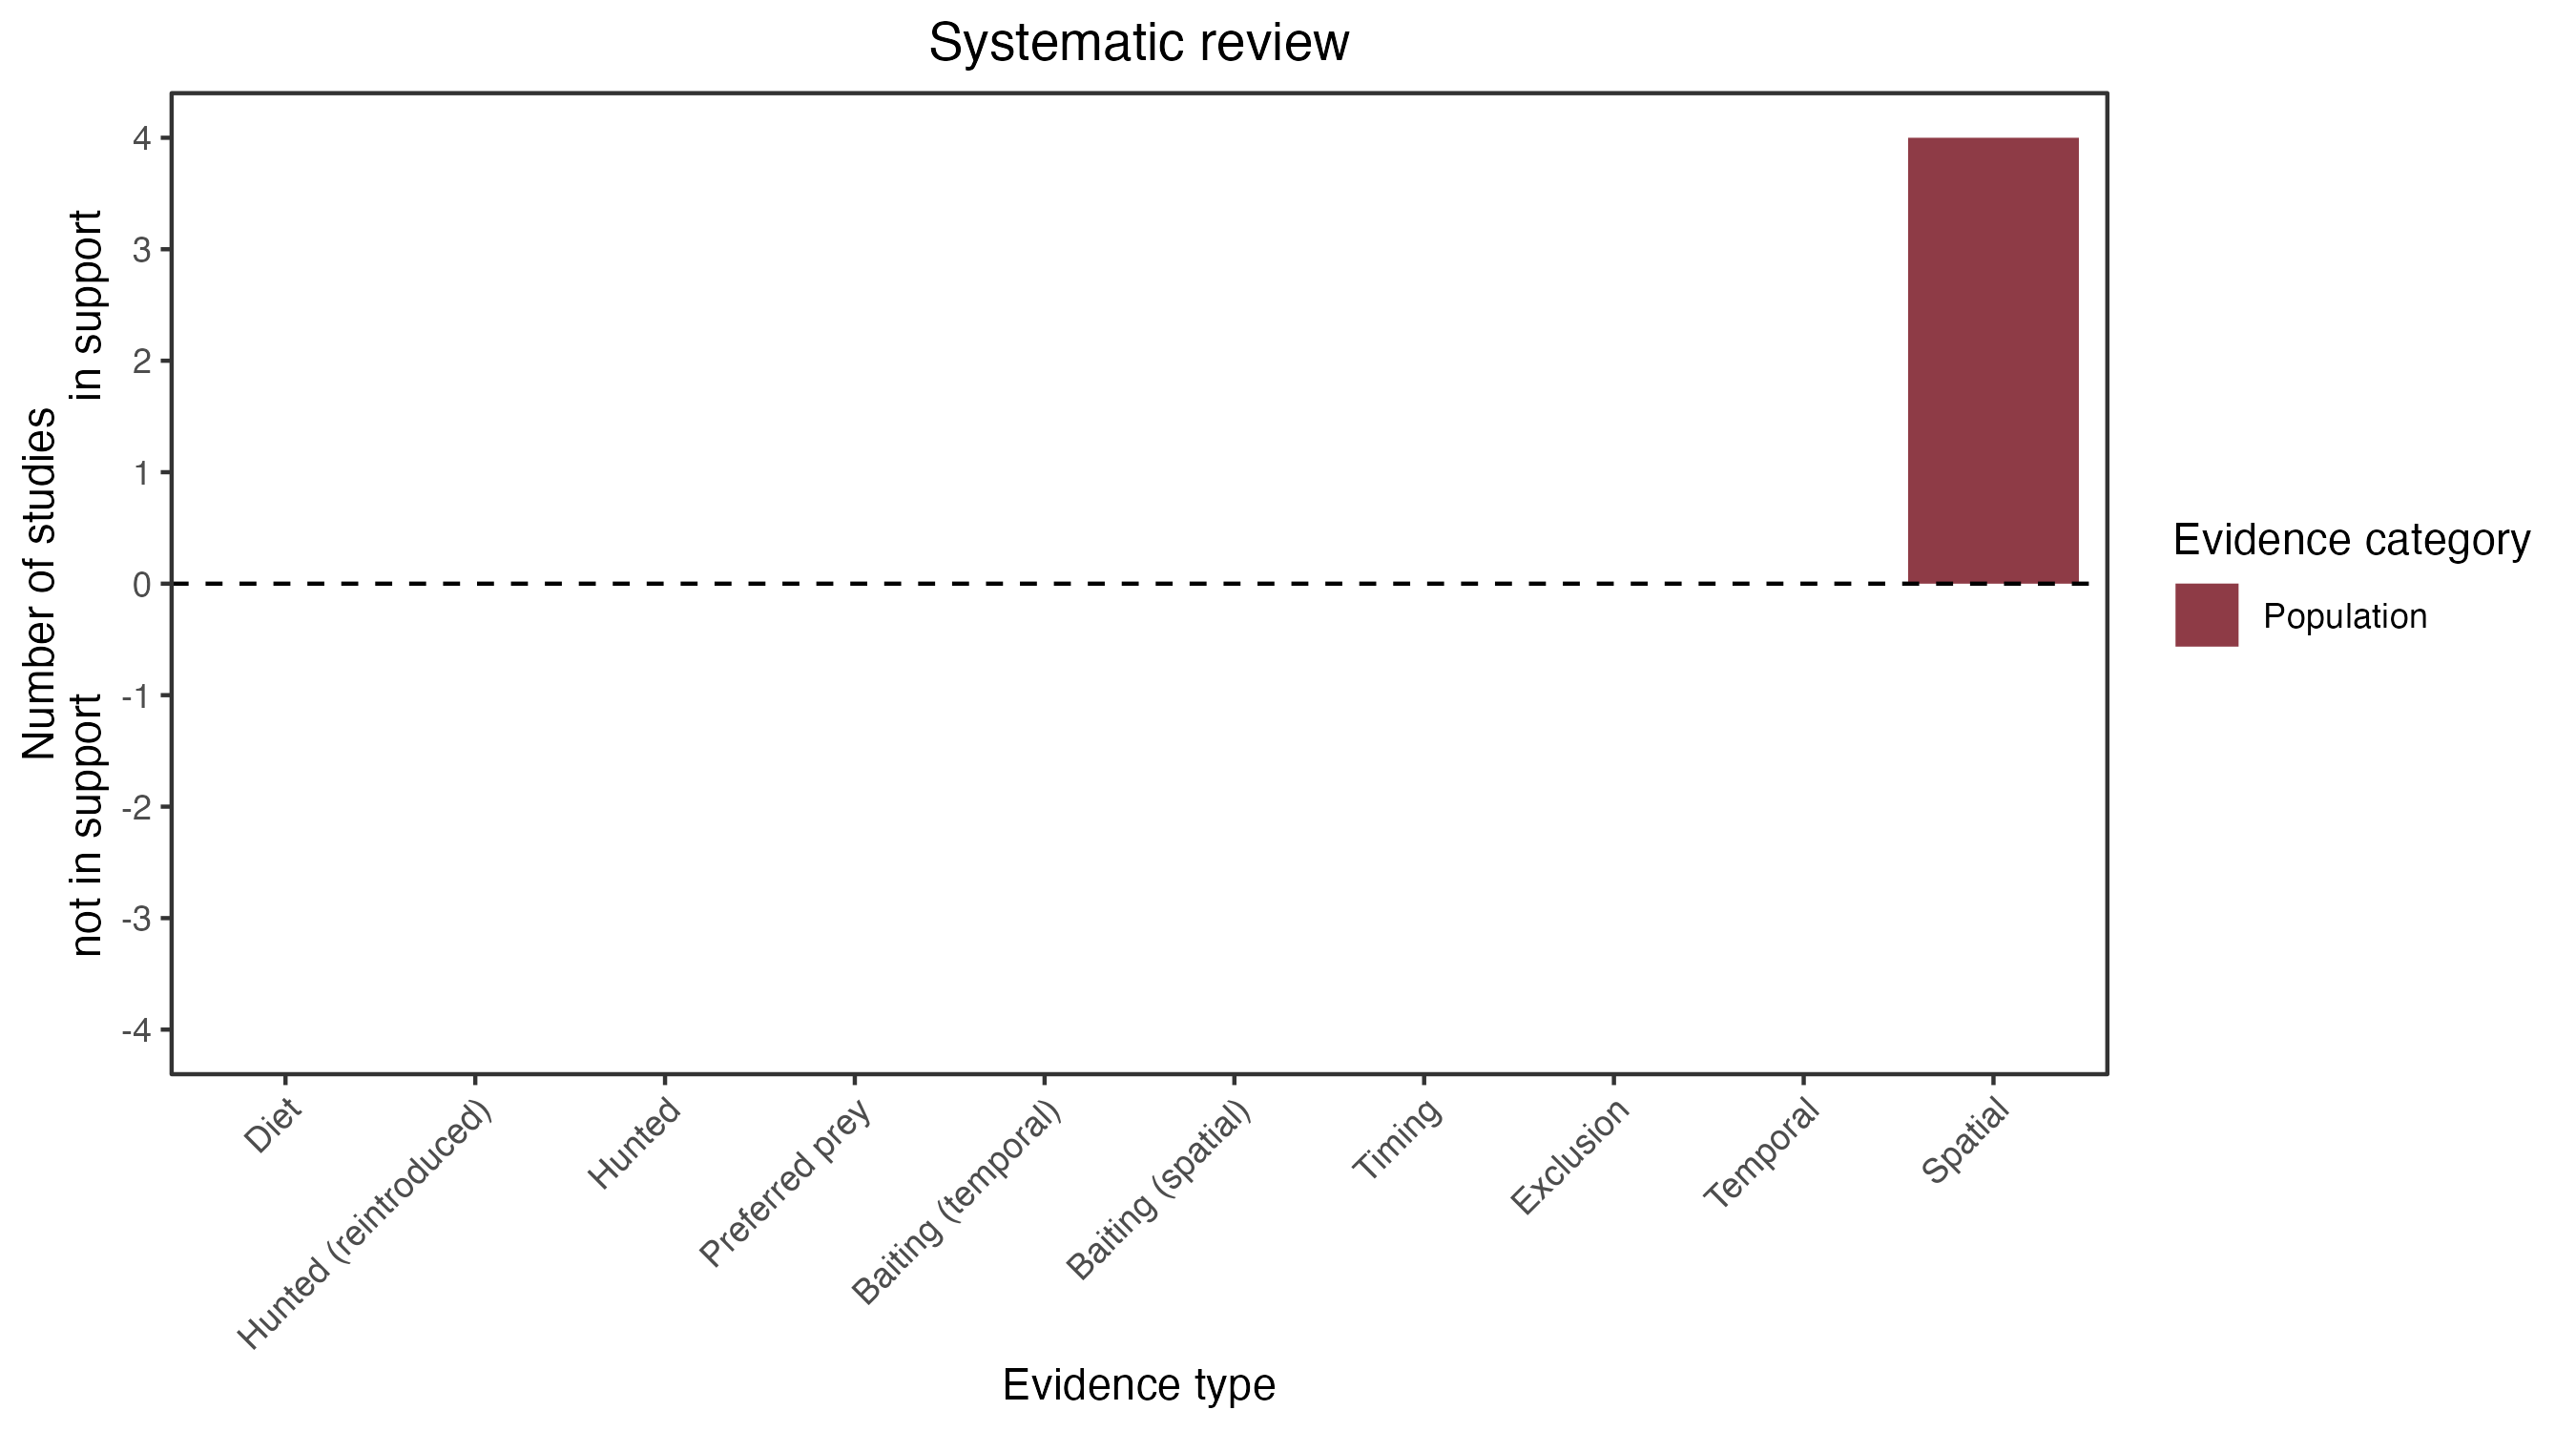 Systematic review
Number of studies
in support
not in support
4
3
2
1
0
-1
-2
-3
-4
Diet
Hunted (reintroduced)
Hunted
Preferred prey
Baiting (temporal)
Baiting (spatial)
Timing
Exclusion
Temporal
Spatial
Evidence type
Evidence category
Population